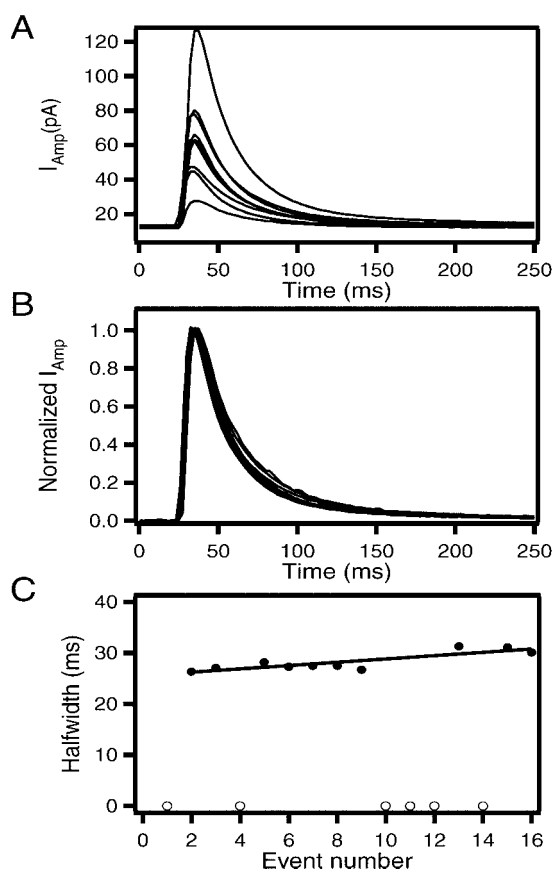 A
I_Amp(pA)
120
100
80
60
40
20
0 50 100 150 200 250
Time (ms)
B
Normalized I_Amp
1.0
0.8
0.6
0.4
0.2
0.0
0 50 100 150 200 250
Time (ms)
C
Halfwidth (ms)
40
30
20
10
0
0 2 4 6 8 10 12 14 16
Event number